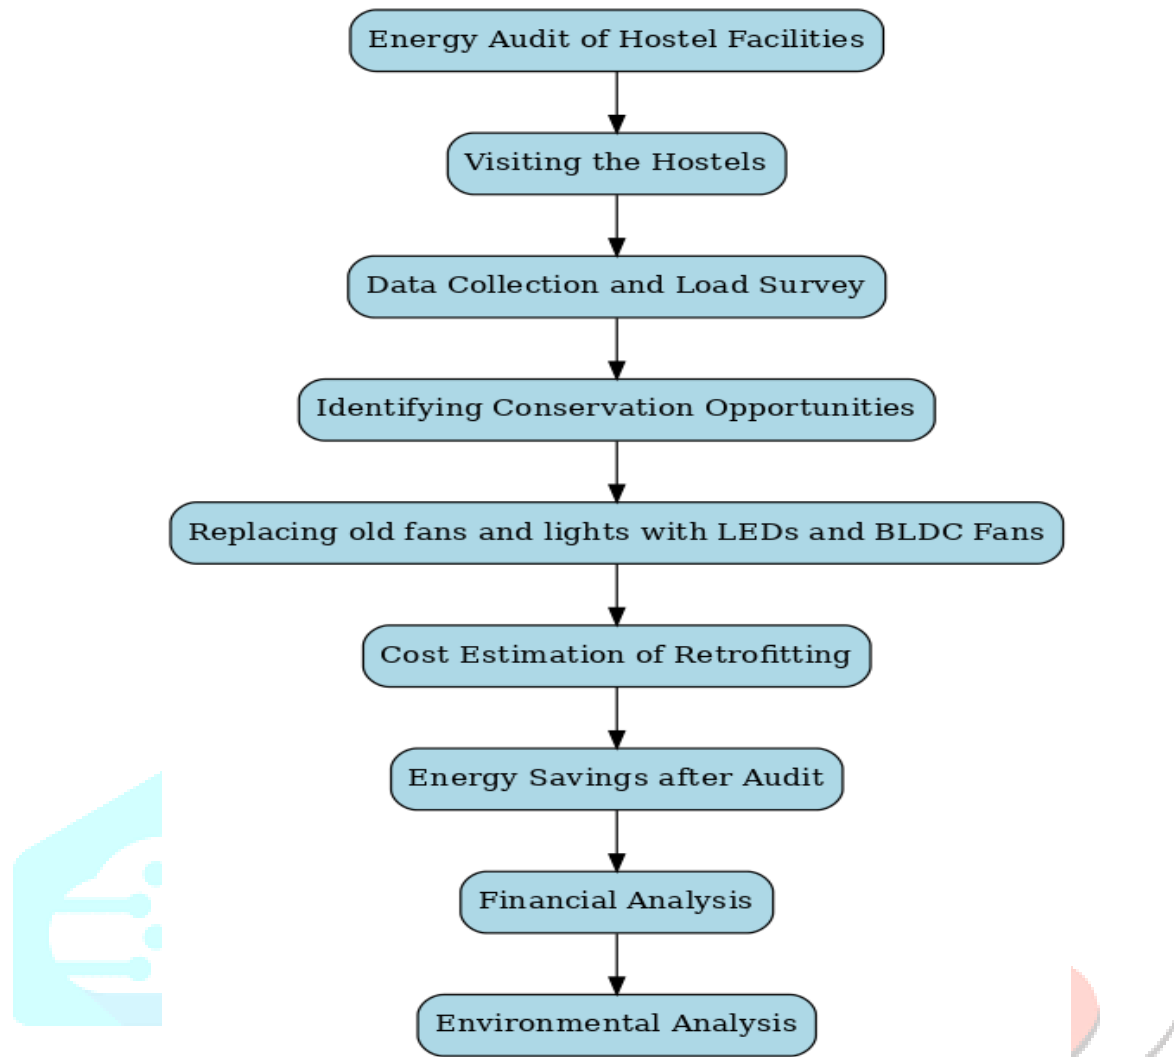 Energy Audit of Hostel Facilities
Visiting the Hostels
Data Collection and Load Survey
Identifying Conservation Opportunities
Replacing old fans and lights with LEDs and BLDC Fans
Cost Estimation of Retrofitting
Energy Savings after Audit
Financial Analysis
Environmental Analysis